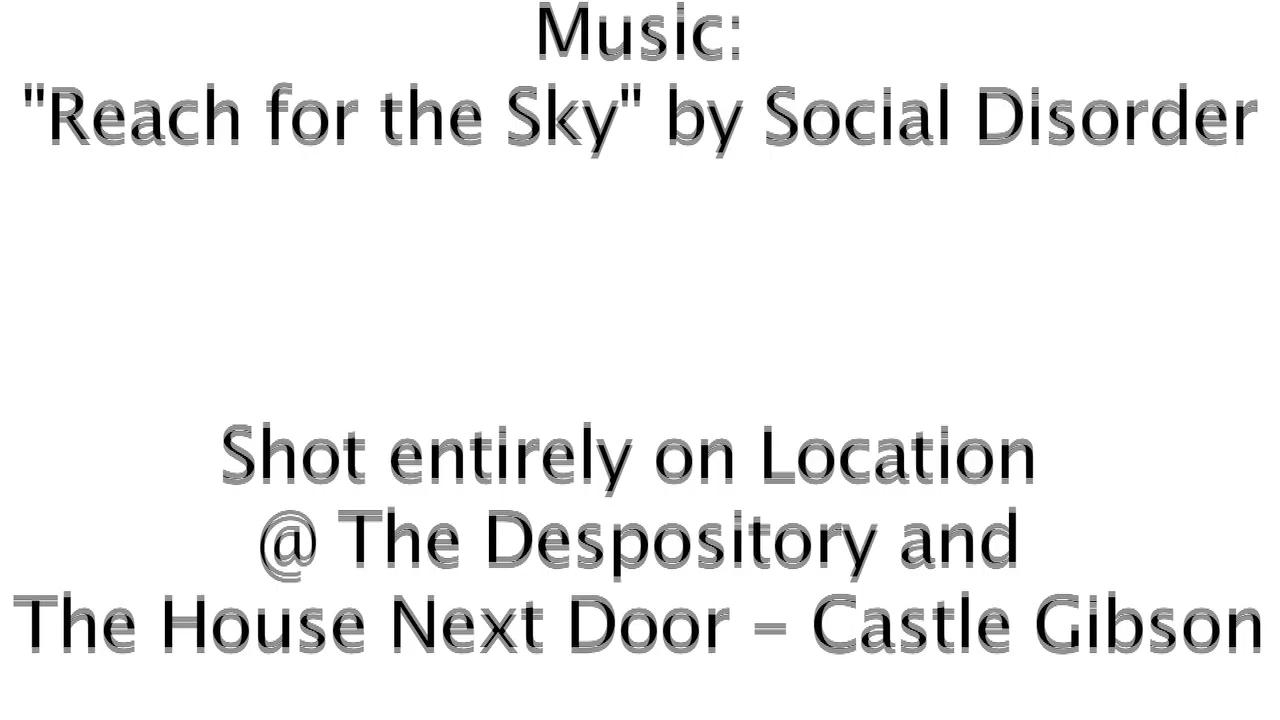 Music:
"Reach for the Sky" by Social Disorder
Shot entirely on Location
@ The Despository and
The House Next Door - Castle Gibson